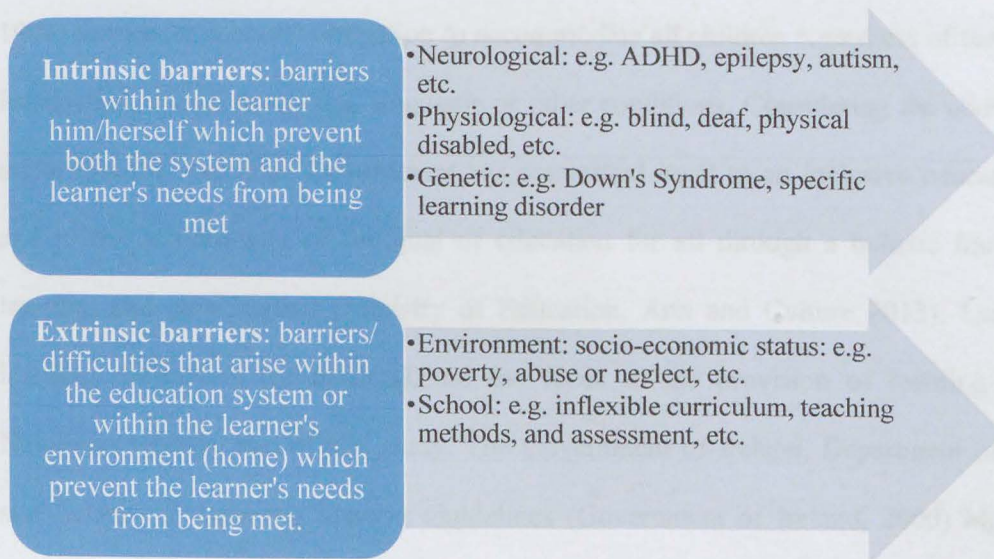 Intrinsic barriers: barriers
within the learner
him/herself which prevent
both the system and the
learner's needs from being
met
•Neurological: e.g. ADHD, epilepsy, autism,
etc.
•Physiological: e.g. blind, deaf, physical
disabled, etc.
•Genetic: e.g. Down's Syndrome, specific
learning disorder
Extrinsic barriers: barriers/
difficulties that arise within
the education system or
within the learner's
environment (home) which
prevent the learner's needs
from being met.
•Environment: socio-economic status: e.g.
poverty, abuse or neglect, etc.
•School: e.g. inflexible curriculum, teaching
methods, and assessment, etc.